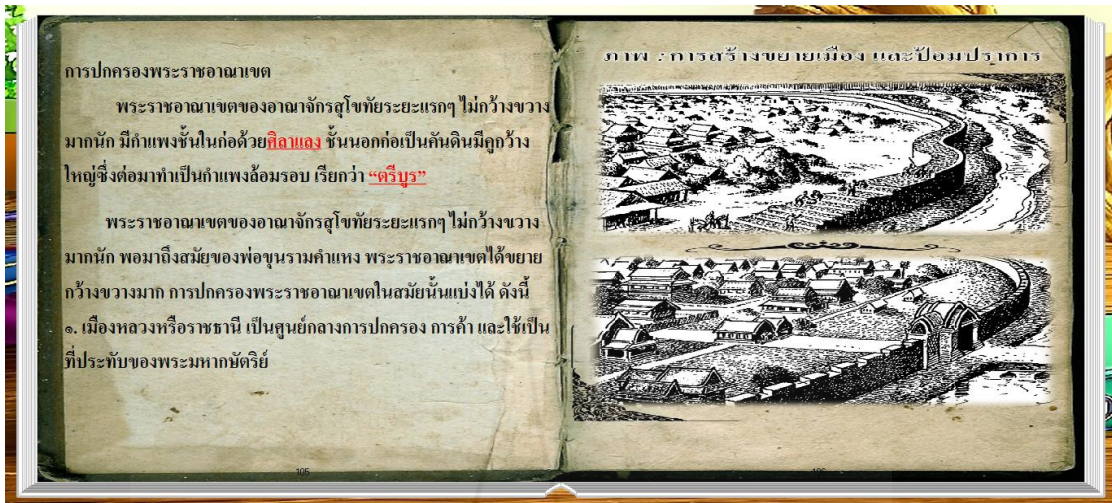 การปกครองพระราชอาณาเขต
พระราชอาณาเขตของอาณาจักรสุโขทัยระยะแรกๆ ไม่กว้างขวาง
มากนัก มีกำแพงชั้นในก่อด้วยศิลาแลง ชั้นนอกก่อเป็นคันดินมีคูกว้าง
ใหญ่ซึ่งต่อมาทำเป็นกำแพงล้อมรอบ เรียกว่า “ตรีบูร”
พระราชอาณาเขตของอาณาจักรสุโขทัยระยะแรกๆ ไม่กว้างขวาง
มากนัก พอมาถึงสมัยของพ่อขุนรามคำแหง พระราชอาณาเขตได้ขยาย
กว้างขวางมาก การปกครองพระราชอาณาเขตในสมัยนั้นแบ่งได้ ดังนี้
๑. เมืองหลวงหรือราชธานี เป็นศูนย์กลางการปกครอง การค้า และใช้เป็น
ที่ประทับของพระมหากษัตริย์
105
ภาพ : การสร้างขยายเมือง และป้อมปราการ
106